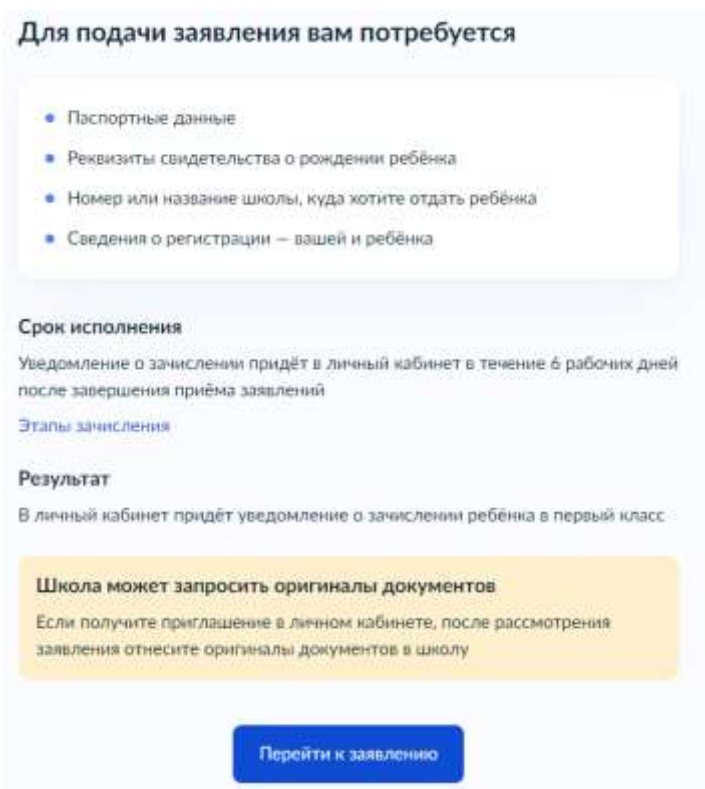 Для подачи заявления вам потребуется
Паспортные данные
Реквизиты свидетельства о рождении ребёнка
Номер или название школы, куда хотите отдать ребёнка
Сведения о регистрации — вашей и ребёнка
Срок исполнения
Уведомление о зачислении придёт в личный кабинет в течение 6 рабочих дней
после завершения приёма заявлений
Этапы зачисления
Результат
В личный кабинет придёт уведомление о зачислении ребёнка в первый класс
Школа может запросить оригиналы документов
Если получите приглашение в личном кабинете, после рассмотрения
заявления отнесите оригиналы документов в школу
Перейти к заявлению